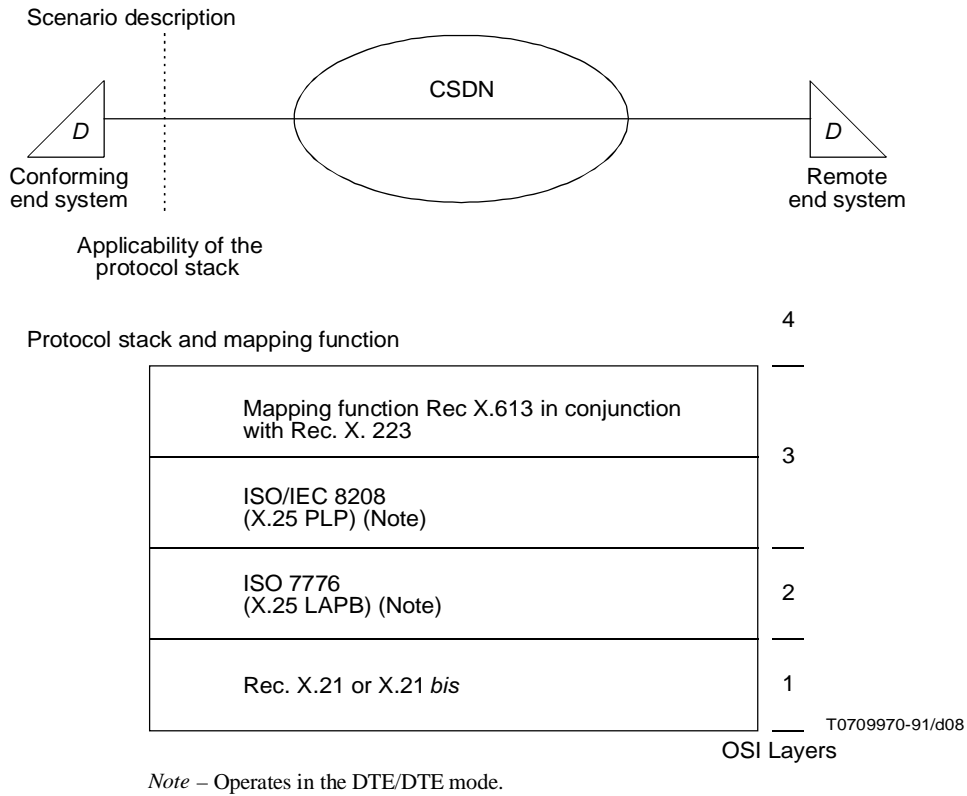 Scenario description
CSDN
D
D
Conforming
end system
Remote
end system
Applicability of the
protocol stack
4
Protocol stack and mapping function
Mapping function Rec X.613 in conjunction
with Rec. X. 223
3
ISO/IEC 8208
(X.25 PLP) (Note)
ISO 7776
(X.25 LAPB) (Note)
2
Rec. X.21 or X.21 bis
1
T0709970-91/d08
OSI Layers
Note – Operates in the DTE/DTE mode.